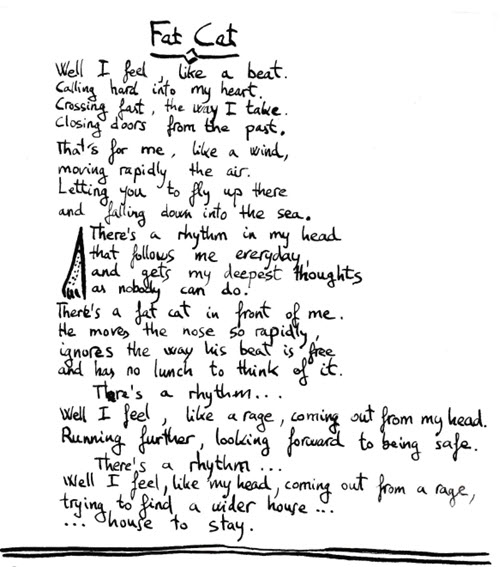 Fat Cat
Well I feel, like a beat.
Calling hard into my heart.
Crossing fast, the way I take.
Closing doors from the past.
That's for me, like a wind,
moving rapidly the air.
Letting you to fly up there
and falling down into the sea.
There's a rhythm in my head
that follows me everyday,
and gets my deepest thoughts
as nobody can do.
There's a fat cat in front of me.
He moves the nose so rapidly,
ignores the way his beat is free
and has no lunch to think of it.
There's a rhythm...
Well I feel, like a rage, coming out from my head.
Running further, looking forward to being safe.
There's a rhythm...
Well I feel, like my head, coming out from a rage,
trying to find a wider house...
... house to stay.